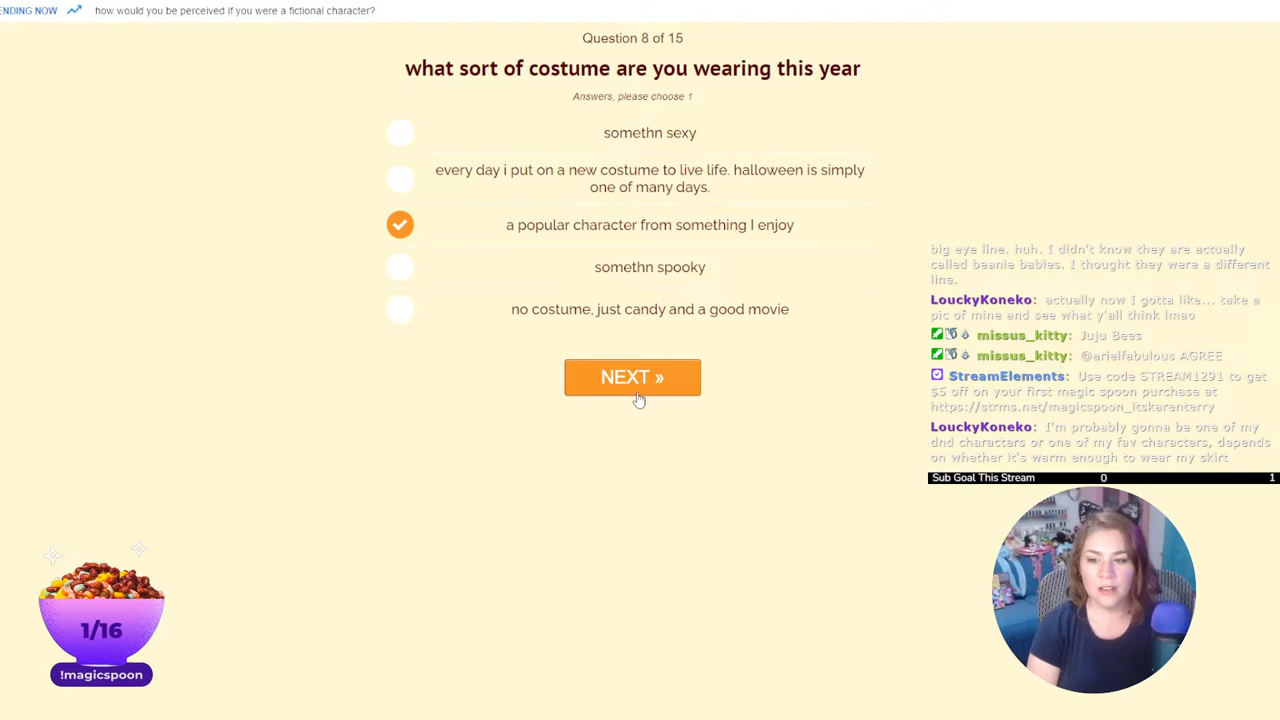 ENDING NOW how would you be perceived if you were a fictional character?
Question 8 of 15
what sort of costume are you wearing this year
Answers, please choose 1
somethn sexy
every day i put on a new costume to live life. halloween is simply
one of many days.
a popular character from something I enjoy
somethn spooky
no costume, just candy and a good movie
NEXT »
big eye line. huh. I didn't know they are actually
called beanie babies. I thought they were a different
line.
LouckyKoneko: actually now I gotta like... take a
pic of mine and see what y'all think lmao
missus_kitty: Juju Bees
missus_kitty: @arielfabulous AGREE
StreamElements: Use code STREAM1291 to get
$5 off on your first magic spoon purchase at
https://strms.net/magicspoon_itskarenterry
LouckyKoneko: I'm probably gonna be one of my
dnd characters or one of my fav characters, depends
on whether it's warm enough to wear my skirt
Sub Goal This Stream 0 1
1/16
!magicspoon